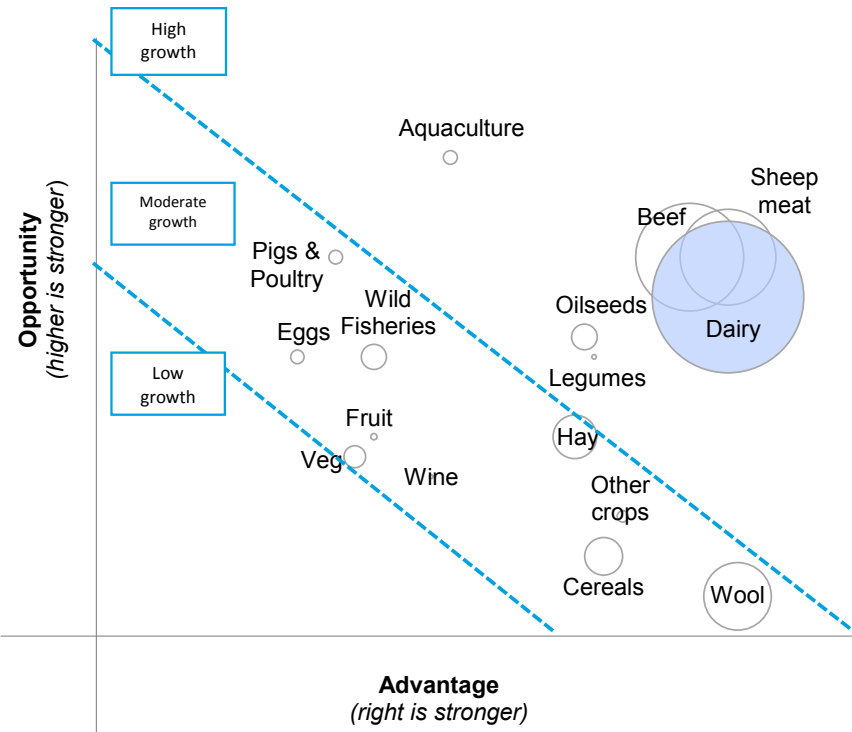 High
growth
Aquaculture
Sheep
meat
Moderate
growth
Beef
Pigs &
Poultry
Wild
Fisheries
Oilseeds
Eggs
Dairy
Legumes
Low
growth
Fruit
Hay
Veg
Wine
Other
crops
Cereals
Wool
Opportunity
(higher is stronger)
Advantage
(right is stronger)